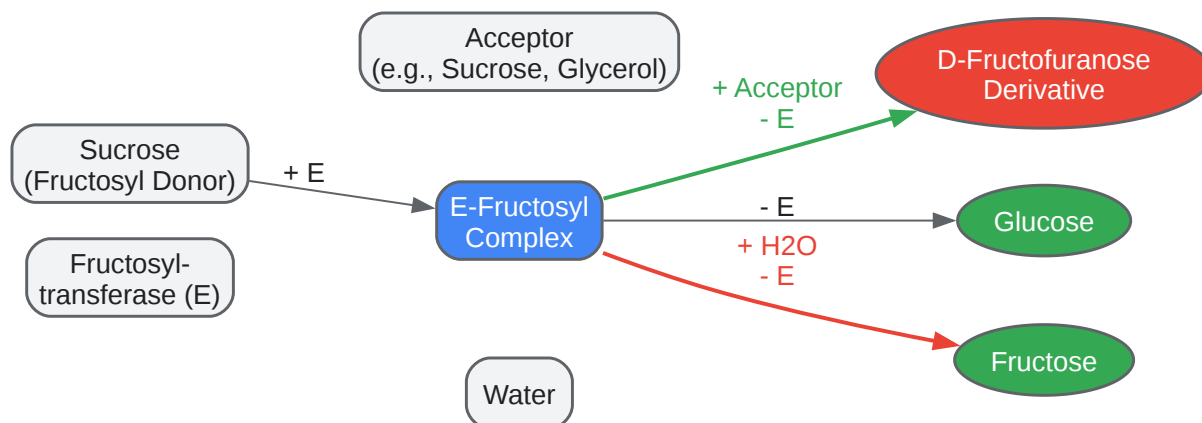 Acceptor
(e.g., Sucrose, Glycerol)
D-Fructofuranose
Derivative
+ Acceptor
- E
Sucrose
(Fructosyl Donor)
+ E
E-Fructosyl
Complex
- E
Glucose
+ H2O
- E
Fructosyl-
transferase (E)
Fructose
Water